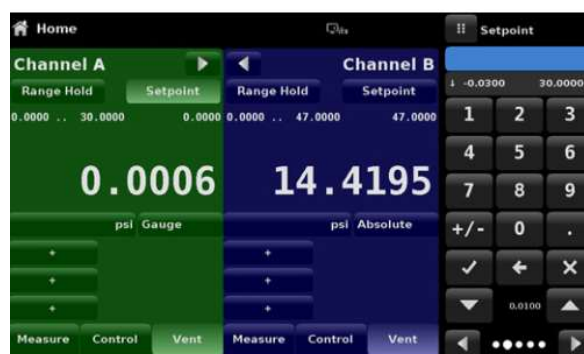 Home
Setpoint
Channel A
Channel B
Range Hold Setpoint Range Hold Setpoint
↓ -0.0300 30.0000
0.0000 .. 30.0000 0.0000 0.0000 .. 47.0000 47.0000
1 2 3
4 5 6
0.0006 14.4195
7 8 9
psi Gauge psi Absolute
+/- 0 .
+ +
+ +
+ +
0.0100
Measure Control Vent Measure Control Vent